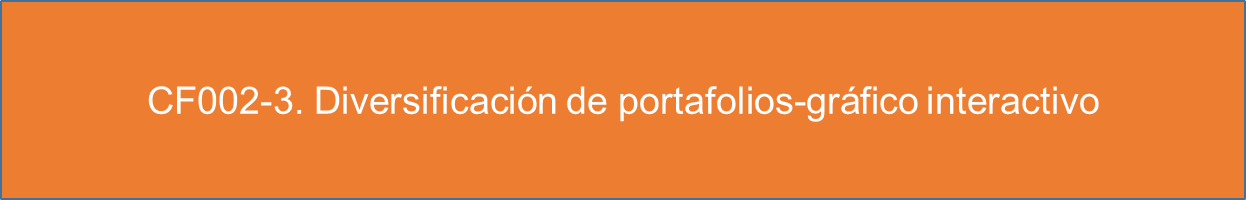 CF002-3. Diversificación de portafolios-gráfico interactivo